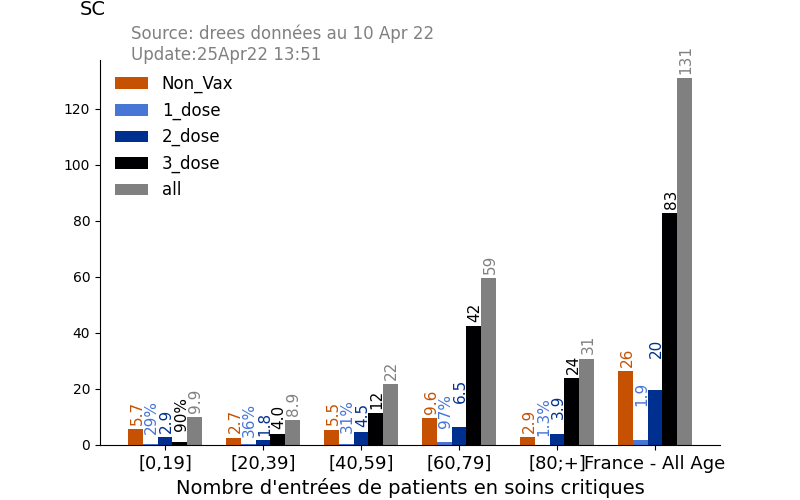 SC
Source: drees données au 10 Apr 22
Update:25Apr22 13:51
Non_Vax
1_dose
2_dose
3_dose
all
120
100
80
60
40
20
0
5.7 29% 2.9 90% 9.9
2.7 36% 1.8 4.0 8.9
5.5 31% 4.5 12 22
9.6 97% 6.5 42 59
2.9 1.3% 3.9 24 31
26 1.9 20 83 131
[0,19] [20,39] [40,59] [60,79] [80;+] France - All Age
Nombre d'entrées de patients en soins critiques